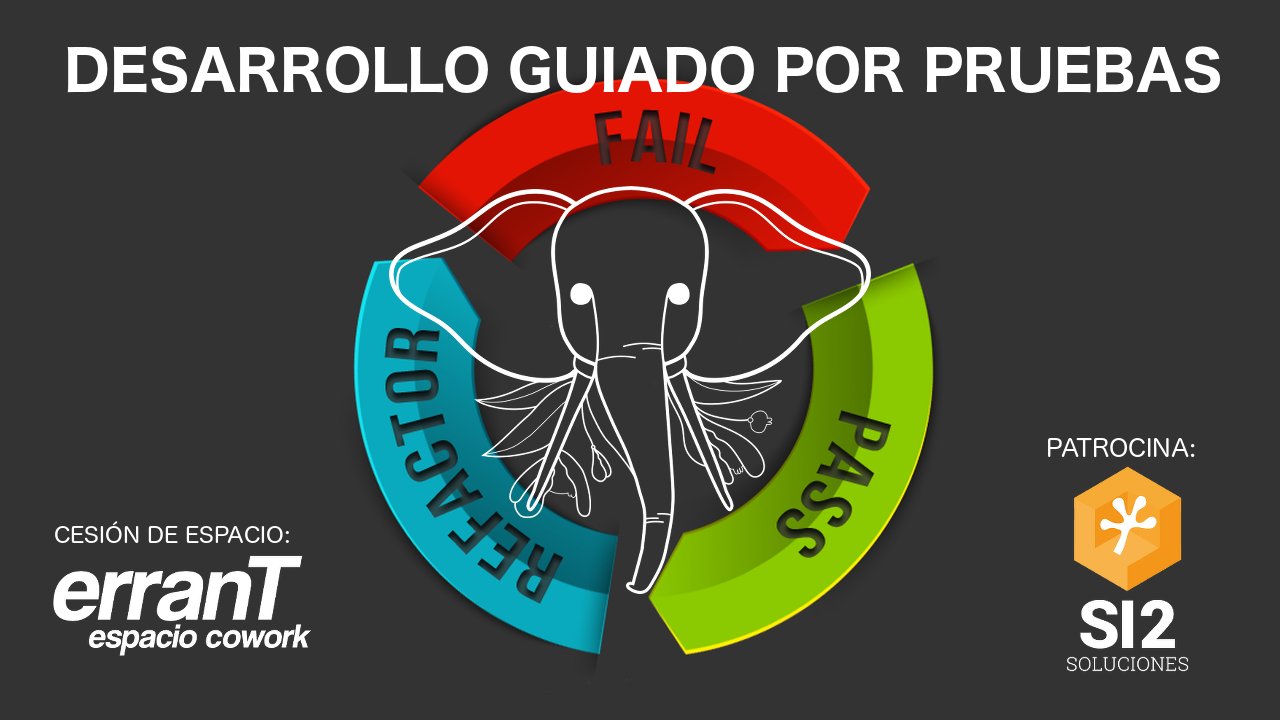 DESARROLLO GUIADO POR PRUEBAS
FAIL
REFACTOR
PASS
PATROCINA:
SI2
SOLUCIONES
CESIÓN DE ESPACIO:
erranT
espacio cowork